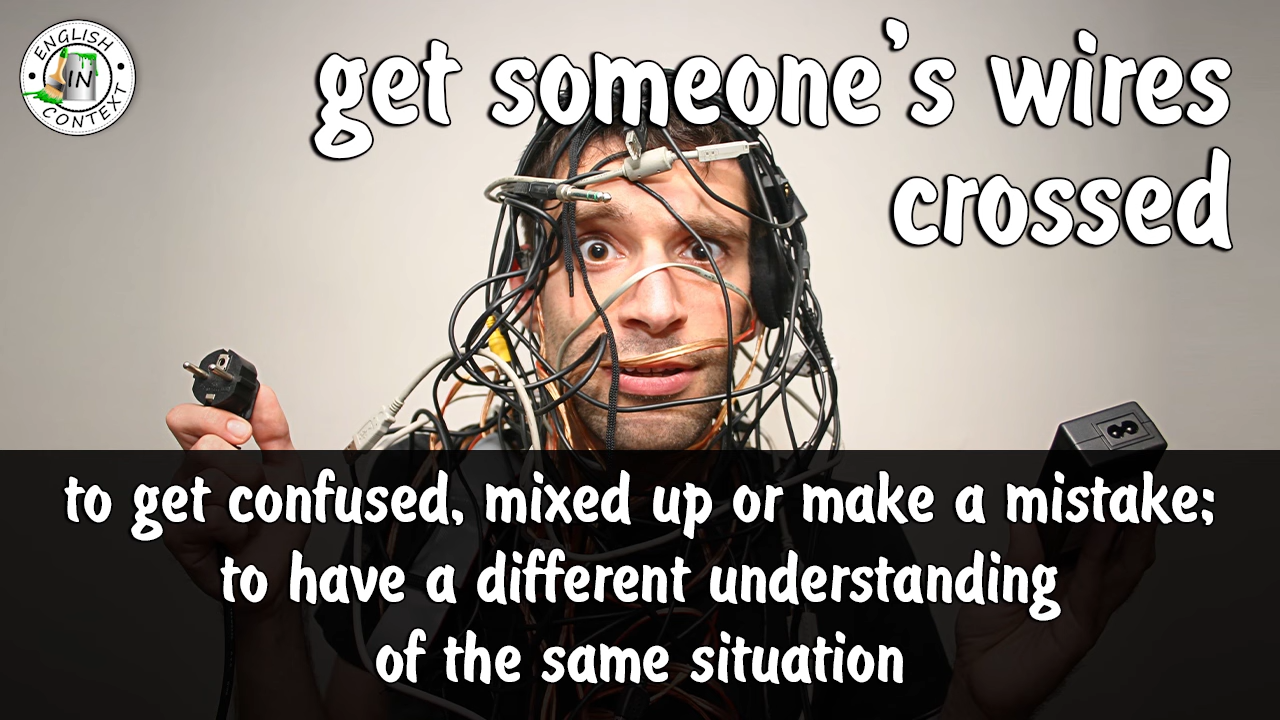 ENGLISH
IN
CONTEXT
get someone's wires
crossed
to get confused, mixed up or make a mistake;
to have a different understanding
of the same situation